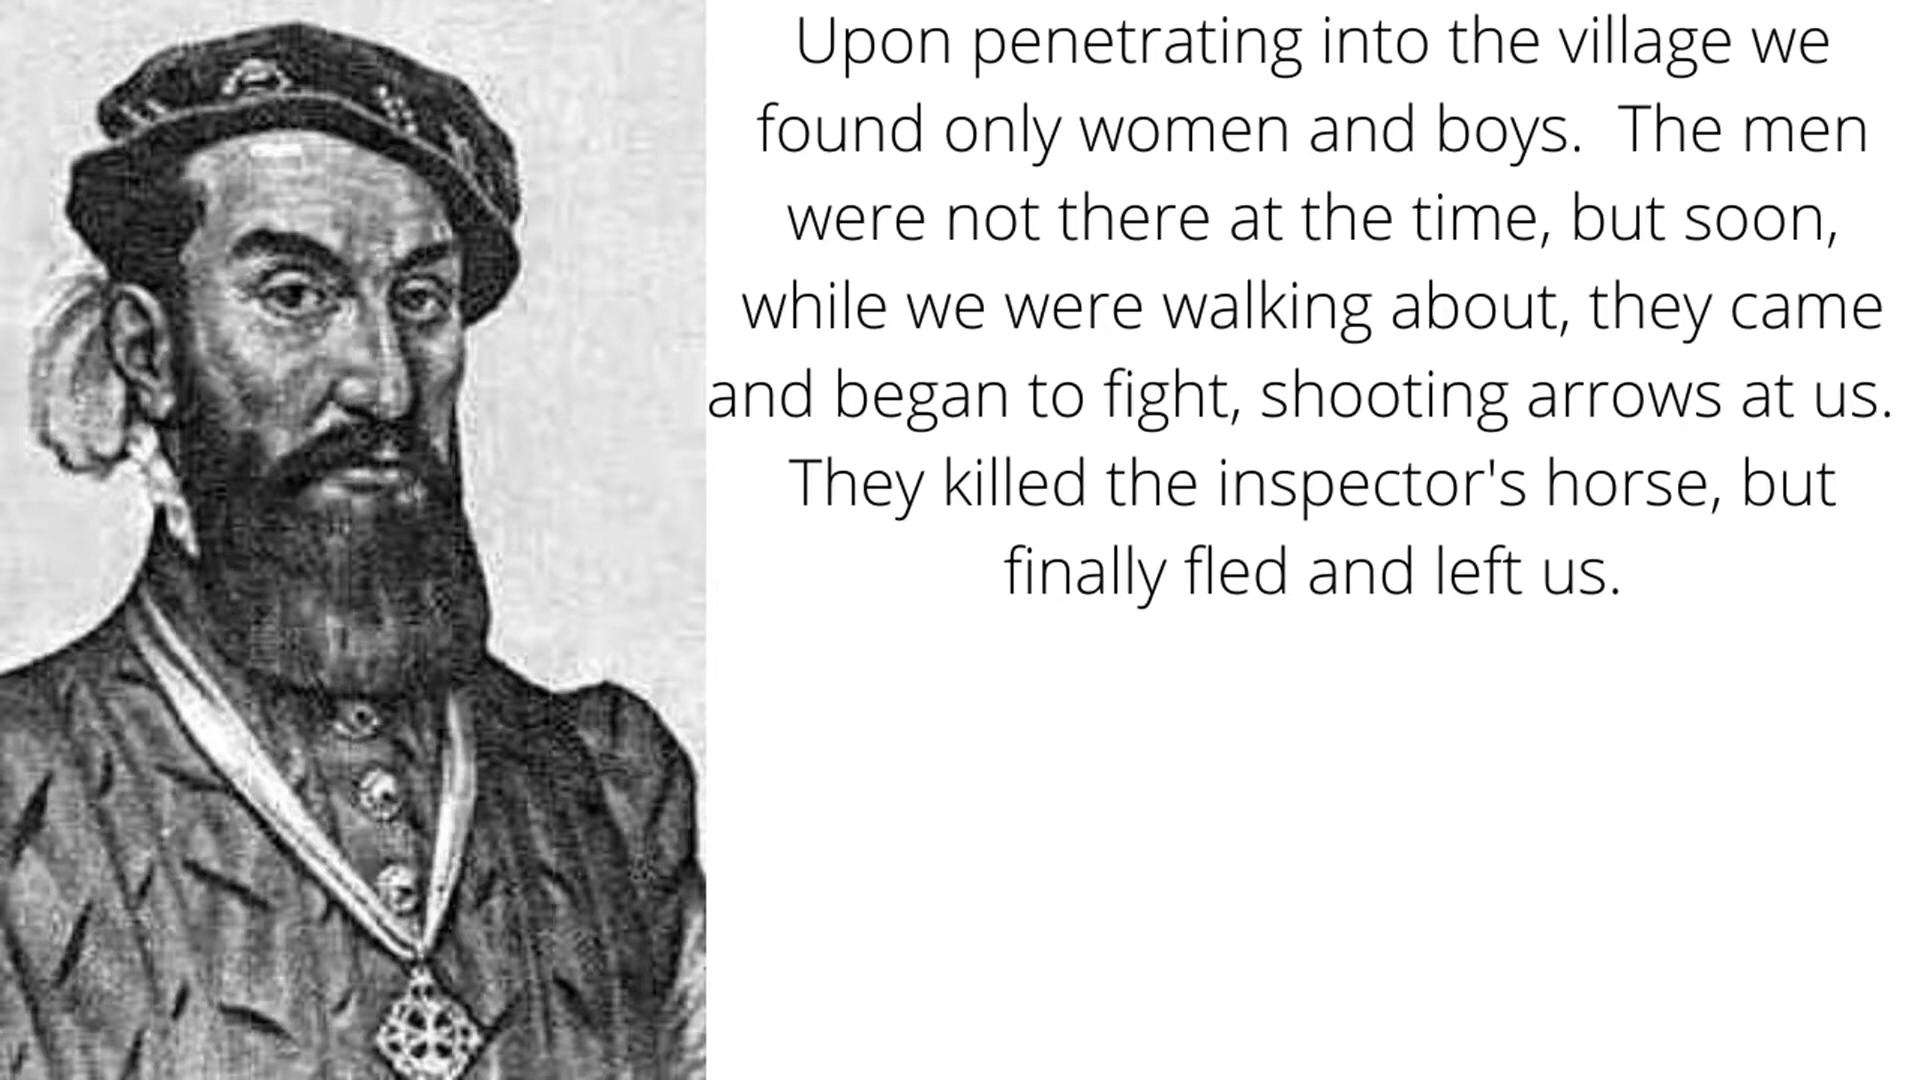 Upon penetrating into the village we
found only women and boys.  The men
were not there at the time, but soon,
while we were walking about, they came
and began to fight, shooting arrows at us.
They killed the inspector's horse, but
finally fled and left us.